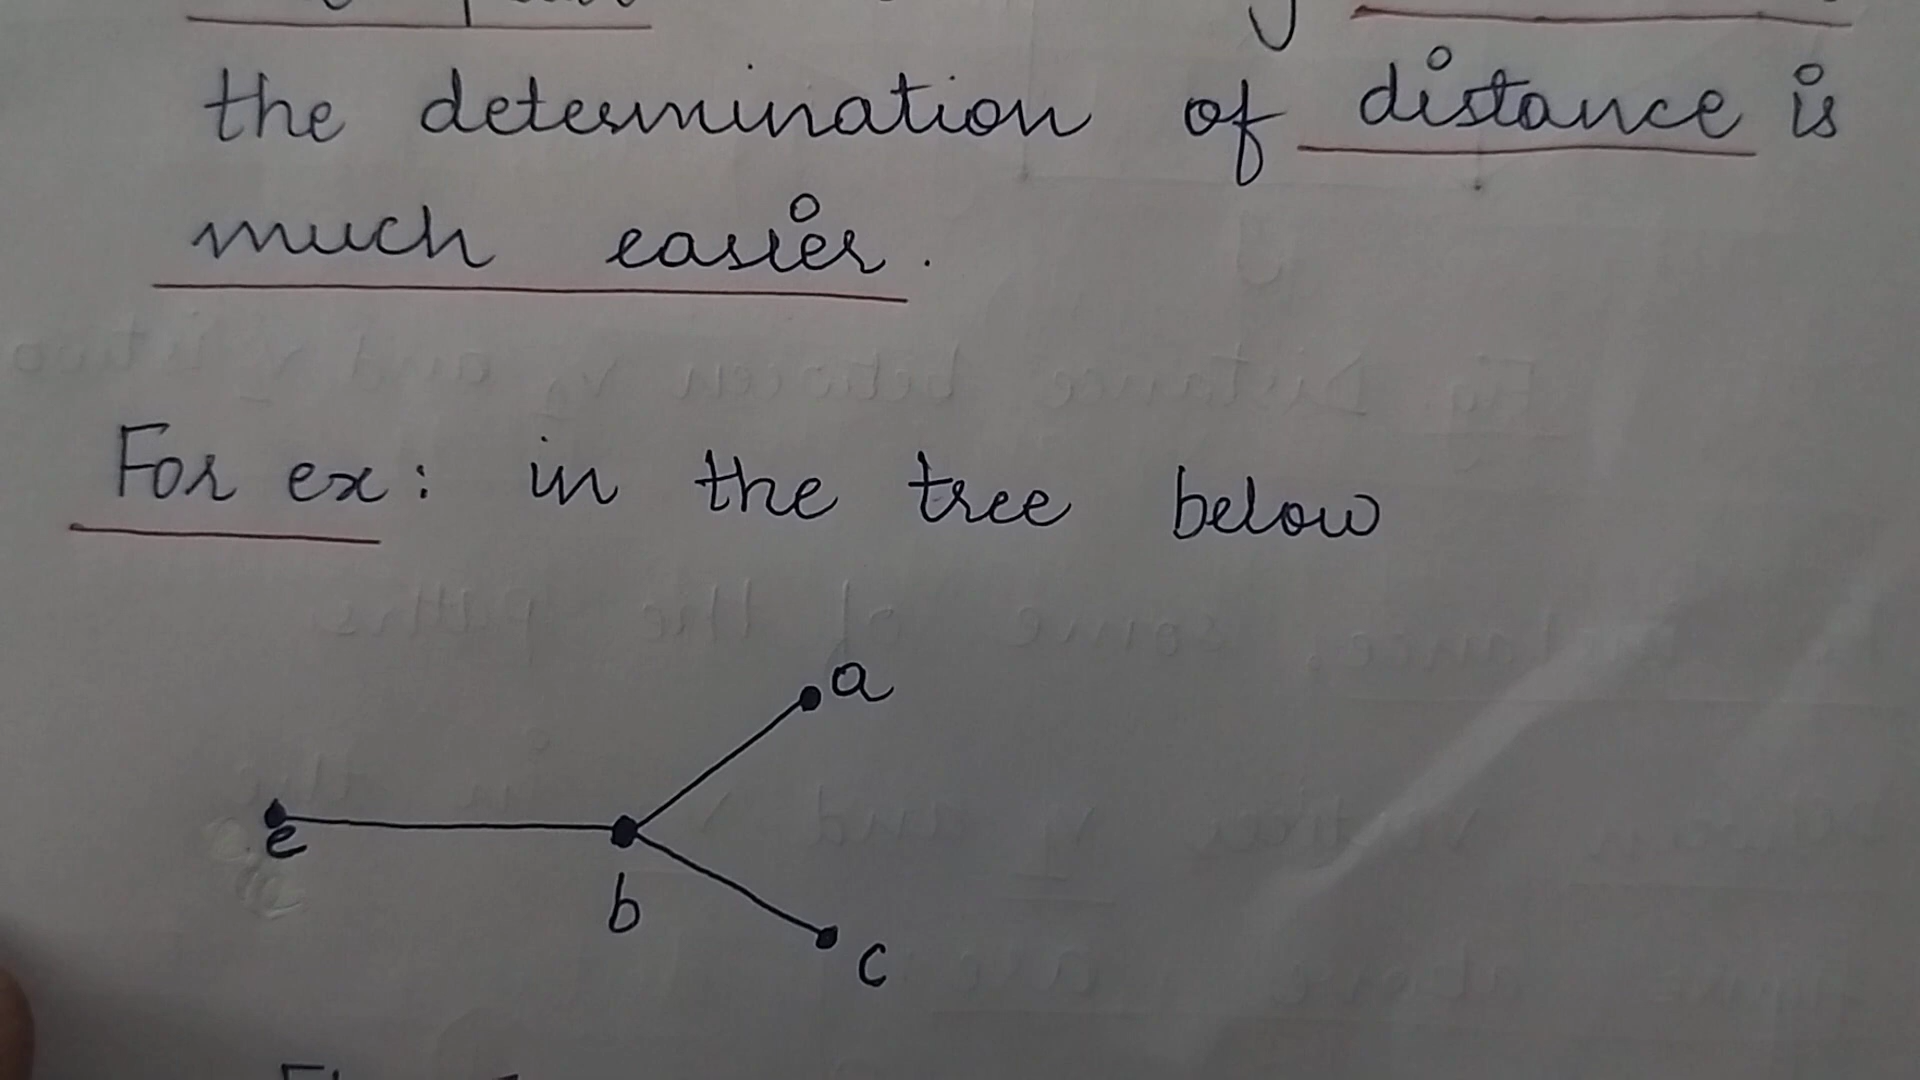 the determination of distance is
much easier.
For ex: in the tree below
a
e
b
c